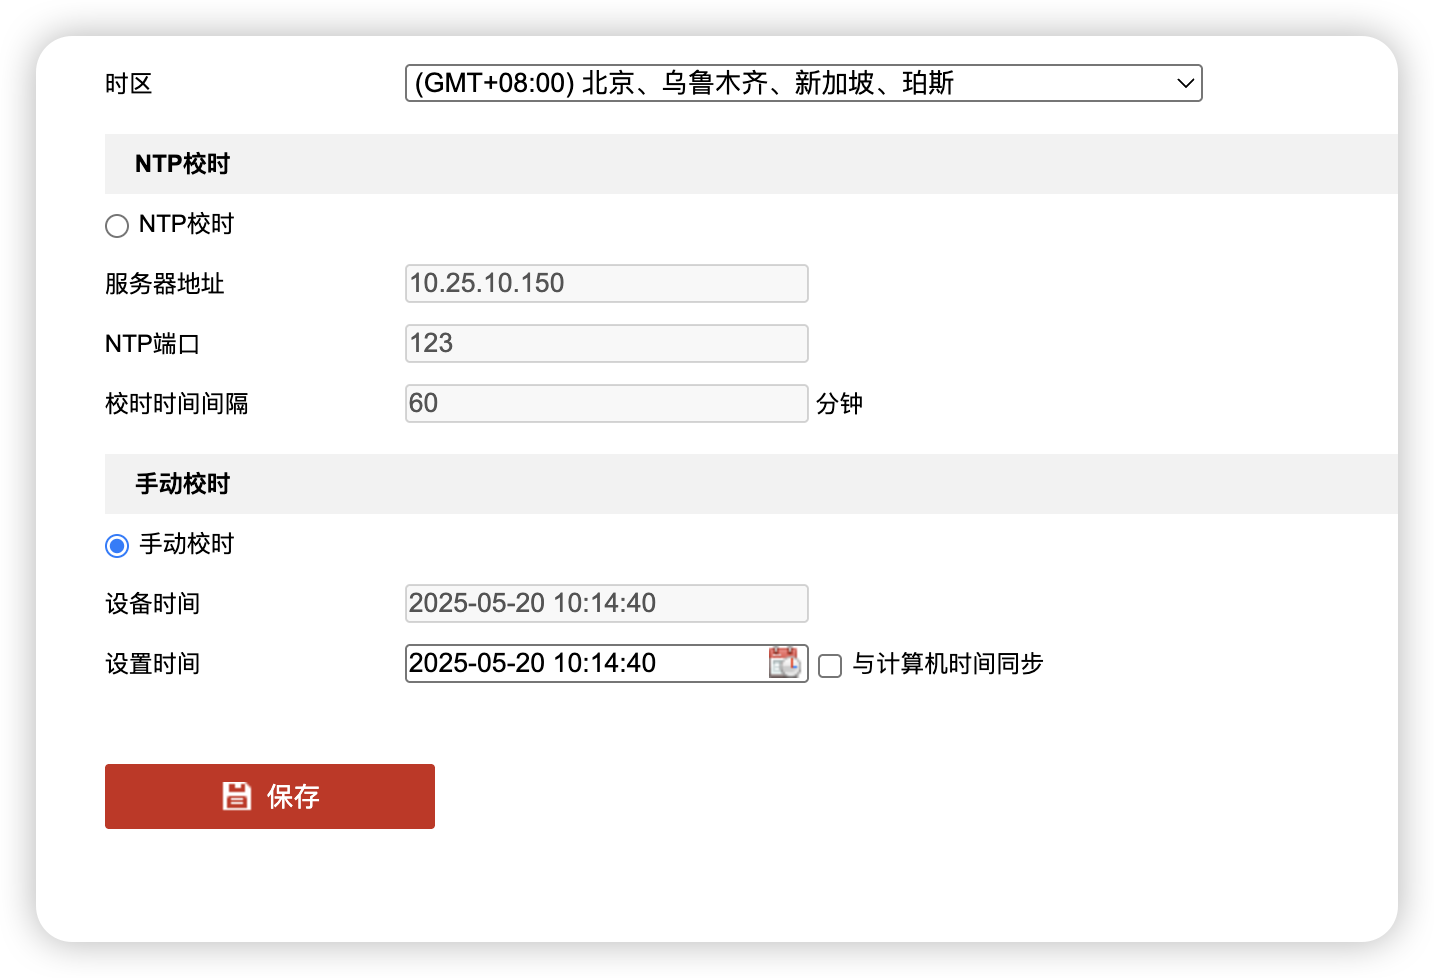 时区 (GMT+08:00) 北京、乌鲁木齐、新加坡、珀斯
NTP校时
NTP校时
服务器地址 10.25.10.150
NTP端口 123
校时时间间隔 60 分钟
手动校时
手动校时
设备时间 2025-05-20 10:14:40
设置时间 2025-05-20 10:14:40 与计算机时间同步
保存